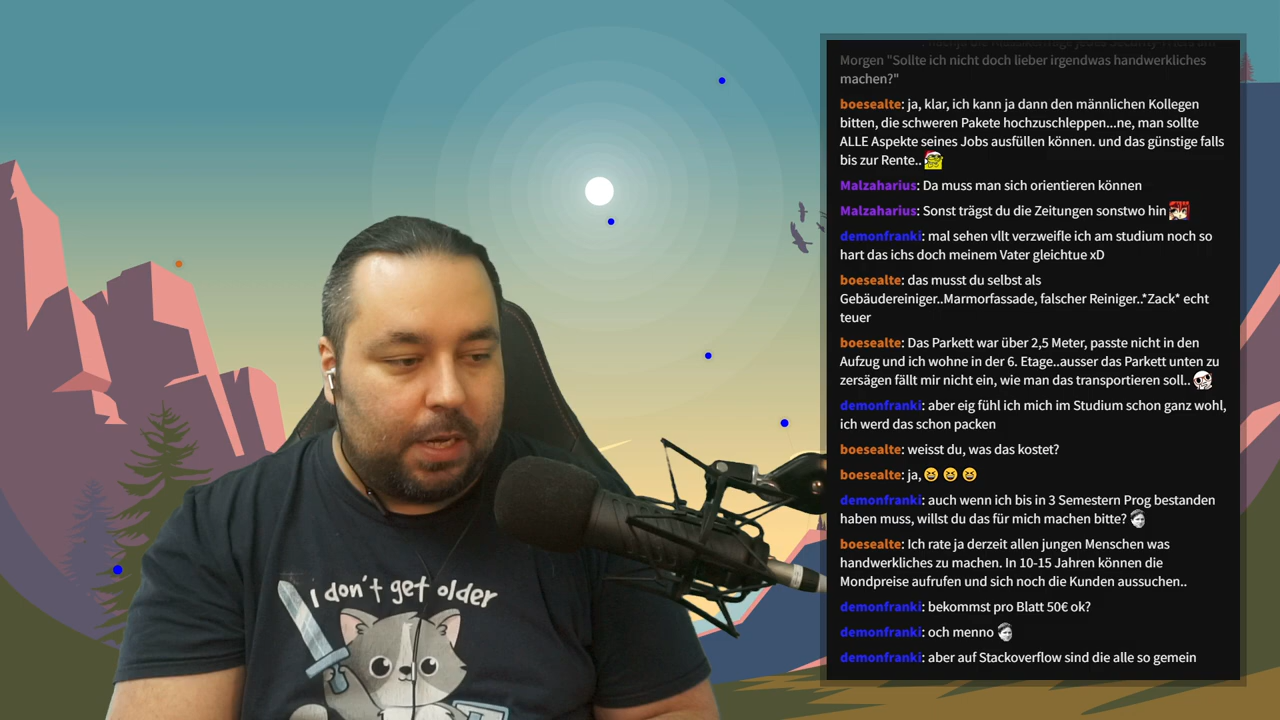 Morgen "Sollte ich nicht doch lieber irgendwas handwerkliches
machen?"
boesealte: ja, klar, ich kann ja dann den männlichen Kollegen
bitten, die schweren Pakete hochzuschleppen...ne, man sollte
ALLE Aspekte seines Jobs ausfüllen können. und das günstige falls
bis zur Rente..
Malzaharius: Da muss man sich orientieren können
Malzaharius: Sonst trägst du die Zeitungen sonstwo hin
demonfranki: mal sehen vllt verzweifle ich am studium noch so
hart das ichs doch meinem Vater gleichtue xD
boesealte: das musst du selbst als
Gebäudereiniger..Marmorfassade, falscher Reiniger..*Zack* echt
teuer
boesealte: Das Parkett war über 2,5 Meter, passte nicht in den
Aufzug und ich wohne in der 6. Etage..ausser das Parkett unten zu
zersägen fällt mir nicht ein, wie man das transportieren soll..
demonfranki: aber eig fühl ich mich im Studium schon ganz wohl,
ich werd das schon packen
boesealte: weisst du, was das kostet?
boesealte: ja, 😆 😆 😆
demonfranki: auch wenn ich bis in 3 Semestern Prog bestanden
haben muss, willst du das für mich machen bitte?
boesealte: Ich rate ja derzeit allen jungen Menschen was
handwerkliches zu machen. In 10-15 Jahren können die
Mondpreise aufrufen und sich noch die Kunden aussuchen..
demonfranki: bekommst pro Blatt 50€ ok?
demonfranki: och menno
demonfranki: aber auf Stackoverflow sind die alle so gemein
i don't get older